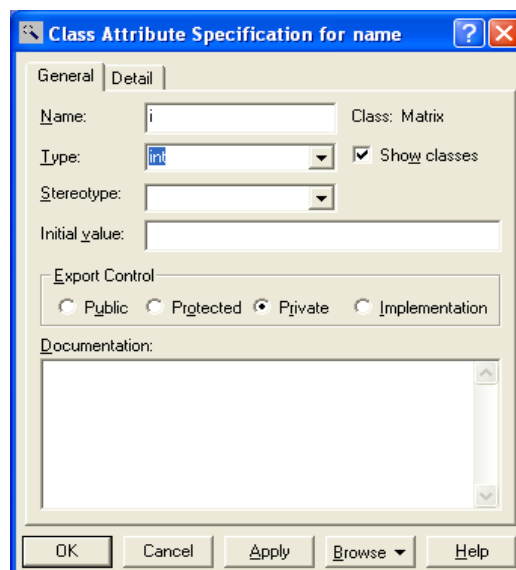 Class Attribute Specification for name ?
General Detail
Name: i Class: Matrix
Type: int Show classes
Stereotype:
Initial value:
Export Control
Public Protected Private Implementation
Documentation:
OK Cancel Apply Browse Help